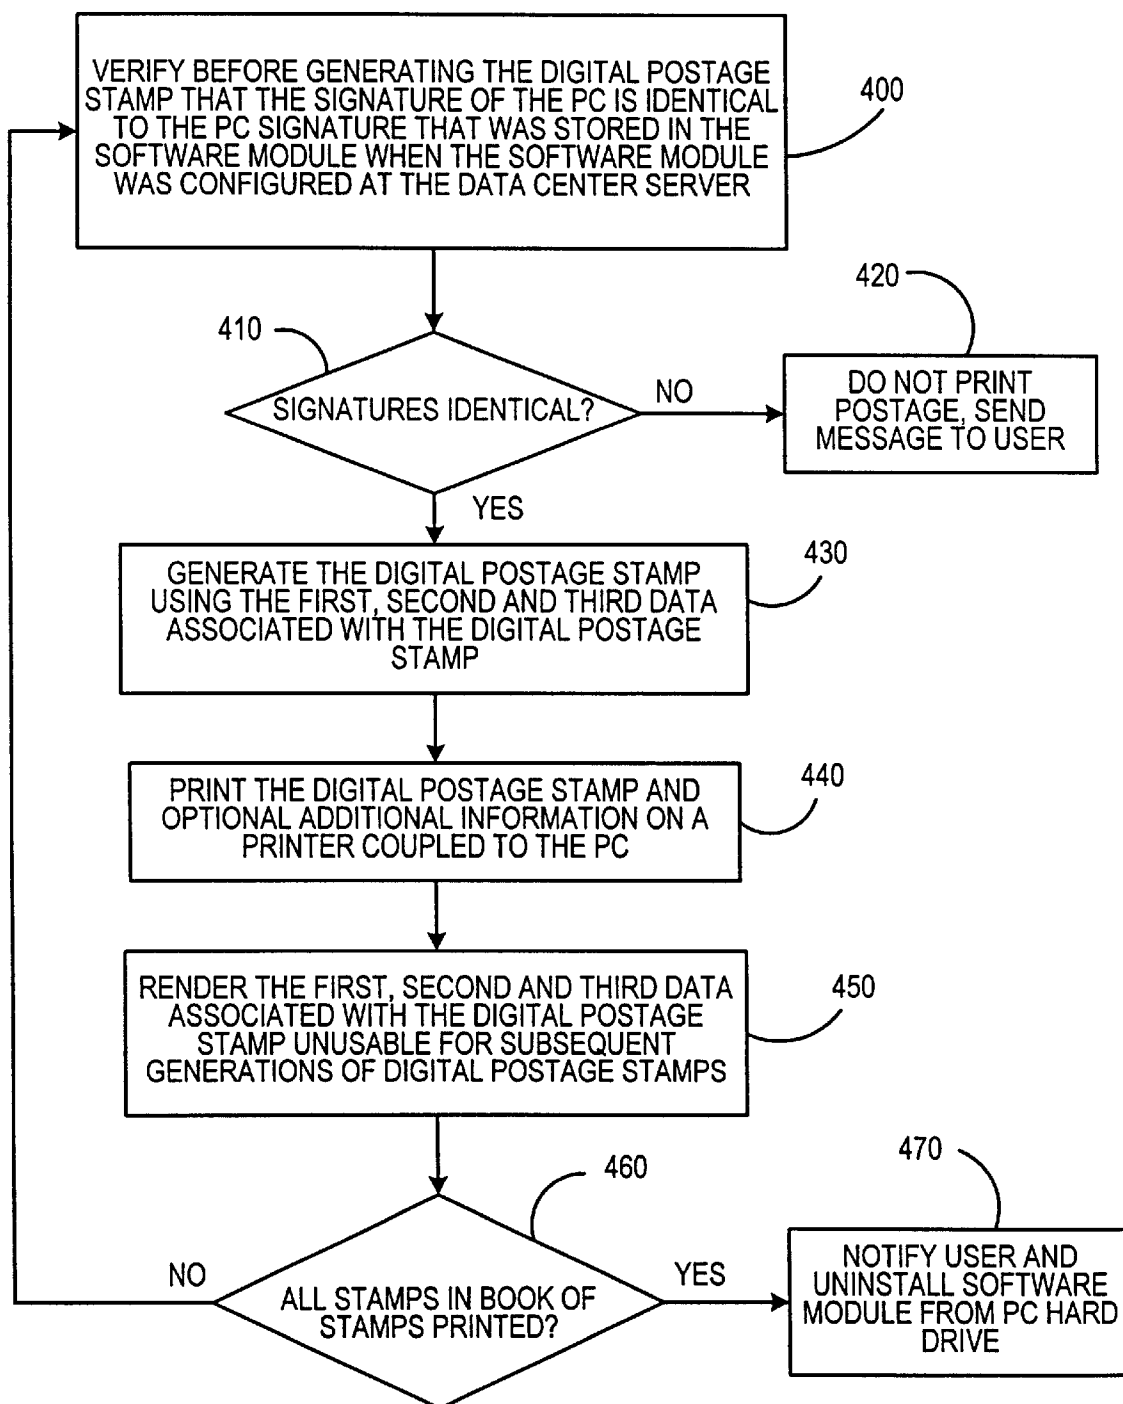 VERIFY BEFORE GENERATING THE DIGITAL POSTAGE
STAMP THAT THE SIGNATURE OF THE PC IS IDENTICAL
TO THE PC SIGNATURE THAT WAS STORED IN THE
SOFTWARE MODULE WHEN THE SOFTWARE MODULE
WAS CONFIGURED AT THE DATA CENTER SERVER
400
410
SIGNATURES IDENTICAL?
NO
420
DO NOT PRINT
POSTAGE, SEND
MESSAGE TO USER
YES
GENERATE THE DIGITAL POSTAGE STAMP
USING THE FIRST, SECOND AND THIRD DATA
ASSOCIATED WITH THE DIGITAL POSTAGE
STAMP
430
PRINT THE DIGITAL POSTAGE STAMP AND
OPTIONAL ADDITIONAL INFORMATION ON A
PRINTER COUPLED TO THE PC
440
RENDER THE FIRST, SECOND AND THIRD DATA
ASSOCIATED WITH THE DIGITAL POSTAGE
STAMP UNUSABLE FOR SUBSEQUENT
GENERATIONS OF DIGITAL POSTAGE STAMPS
450
460
NO
ALL STAMPS IN BOOK OF
STAMPS PRINTED?
YES
470
NOTIFY USER AND
UNINSTALL SOFTWARE
MODULE FROM PC HARD
DRIVE